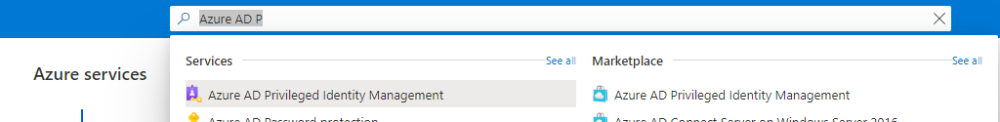 Azure AD P
Services
See all
Marketplace
See all
Azure services
Azure AD Privileged Identity Management
Azure AD Privileged Identity Management
Azure AD Password protection
Azure AD Connect Server on Windows Server 2016